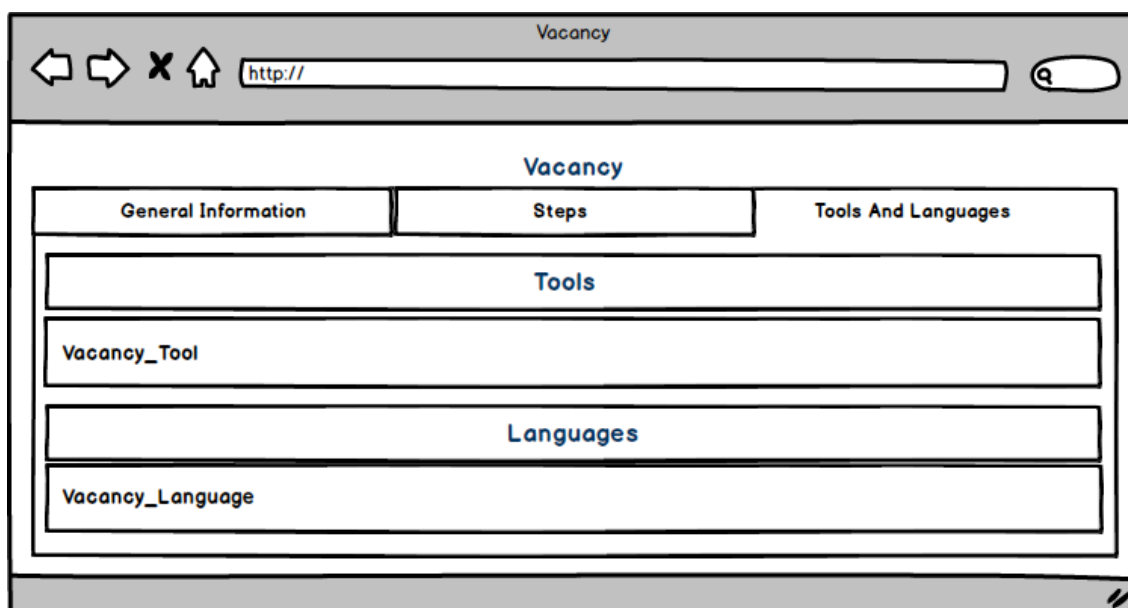 Vacancy
http://
Vacancy
General Information Steps Tools And Languages
Tools
Vacancy_Tool
Languages
Vacancy_Language